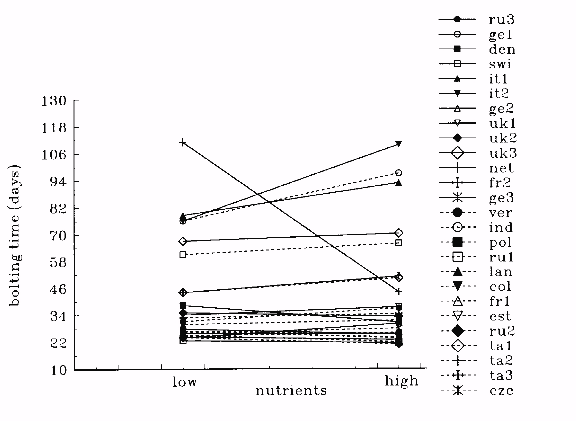 ru3
ge1
den
swi
it1
it2
ge2
uk1
uk2
uk3
net
fr2
ge3
ver
ind
pol
ru1
lan
col
fr1
est
ru2
ta1
ta2
ta3
cze
130
118
106
94
82
70
58
46
34
22
10
bolting time (days)
low
high
nutrients